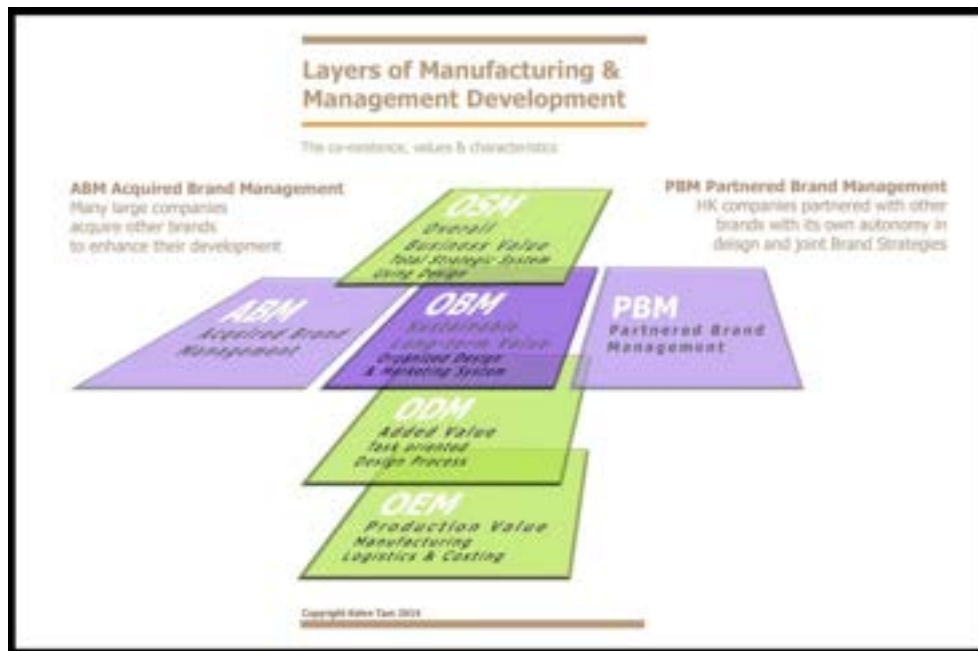 Layers of Manufacturing &
Management Development
The co-existence, values & characteristics
ABM Acquired Brand Management
Many large companies
acquire other brands
to enhance their development
PBM Partnered Brand Management
HK companies partnered with other
brands with its own autonomy in
design and joint Brand Strategies
OSM
Overall
Business Value
Total Strategic System
Using Design
ABM
Acquired Brand
Management
OBM
Sustainable
Long-term Value
Organized Design
& Marketing System
PBM
Partnered Brand
Management
ODM
Added Value
Task oriented
Design Process
OEM
Production Value
Manufacturing
Logistics & Costing
Copyright Tam 2014